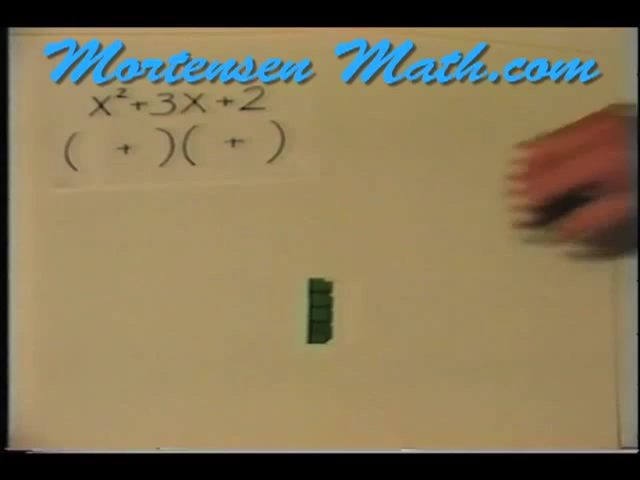 Mortensen Math.com
x²+3x+2
( + )( + )